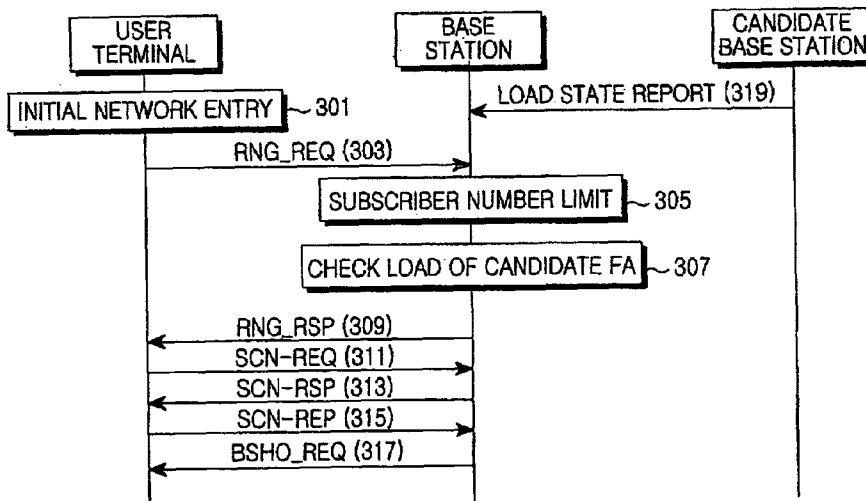 USER
TERMINAL
BASE
STATION
CANDIDATE
BASE STATION
INITIAL NETWORK ENTRY
301
LOAD STATE REPORT (319)
RNG_REQ (303)
SUBSCRIBER NUMBER LIMIT
305
CHECK LOAD OF CANDIDATE FA
307
RNG_RSP (309)
SCN-REQ (311)
SCN-RSP (313)
SCN-REP (315)
BSHO_REQ (317)